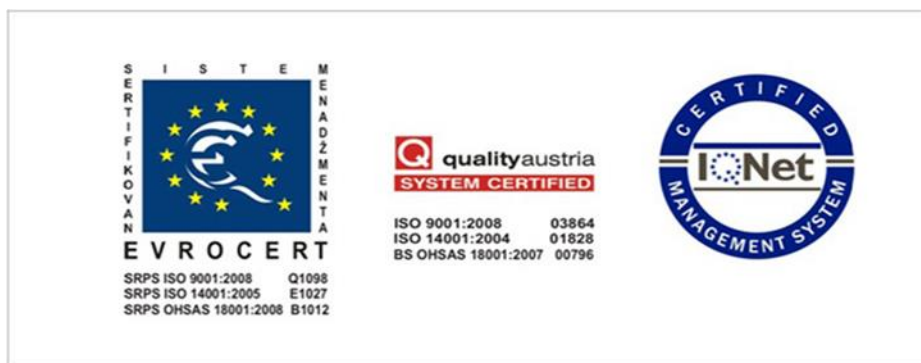 SERTIFIKOVAN
SISTEM
MENADŽMENTA
EVROCERT
SRPS ISO 9001:2008 Q1098
SRPS ISO 14001:2005 E1027
SRPS OHSAS 18001:2008 B1012
Q qualityaustria
SYSTEM CERTIFIED
ISO 9001:2008 03864
ISO 14001:2004 01828
BS OHSAS 18001:2007 00796
CERTIFIED
IQNet
MANAGEMENT SYSTEM